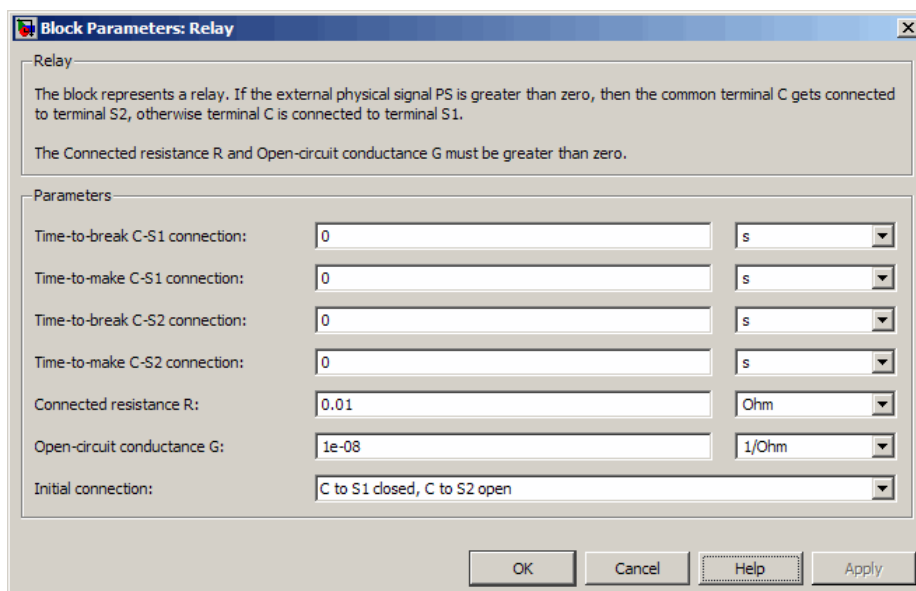 Block Parameters: Relay
Relay
The block represents a relay. If the external physical signal PS is greater than zero, then the common terminal C gets connected
to terminal S2, otherwise terminal C is connected to terminal S1.
The Connected resistance R and Open-circuit conductance G must be greater than zero.
Parameters
Time-to-break C-S1 connection: 0 s
Time-to-make C-S1 connection: 0 s
Time-to-break C-S2 connection: 0 s
Time-to-make C-S2 connection: 0 s
Connected resistance R: 0.01 Ohm
Open-circuit conductance G: 1e-08 1/Ohm
Initial connection: C to S1 closed, C to S2 open
OK Cancel Help Apply